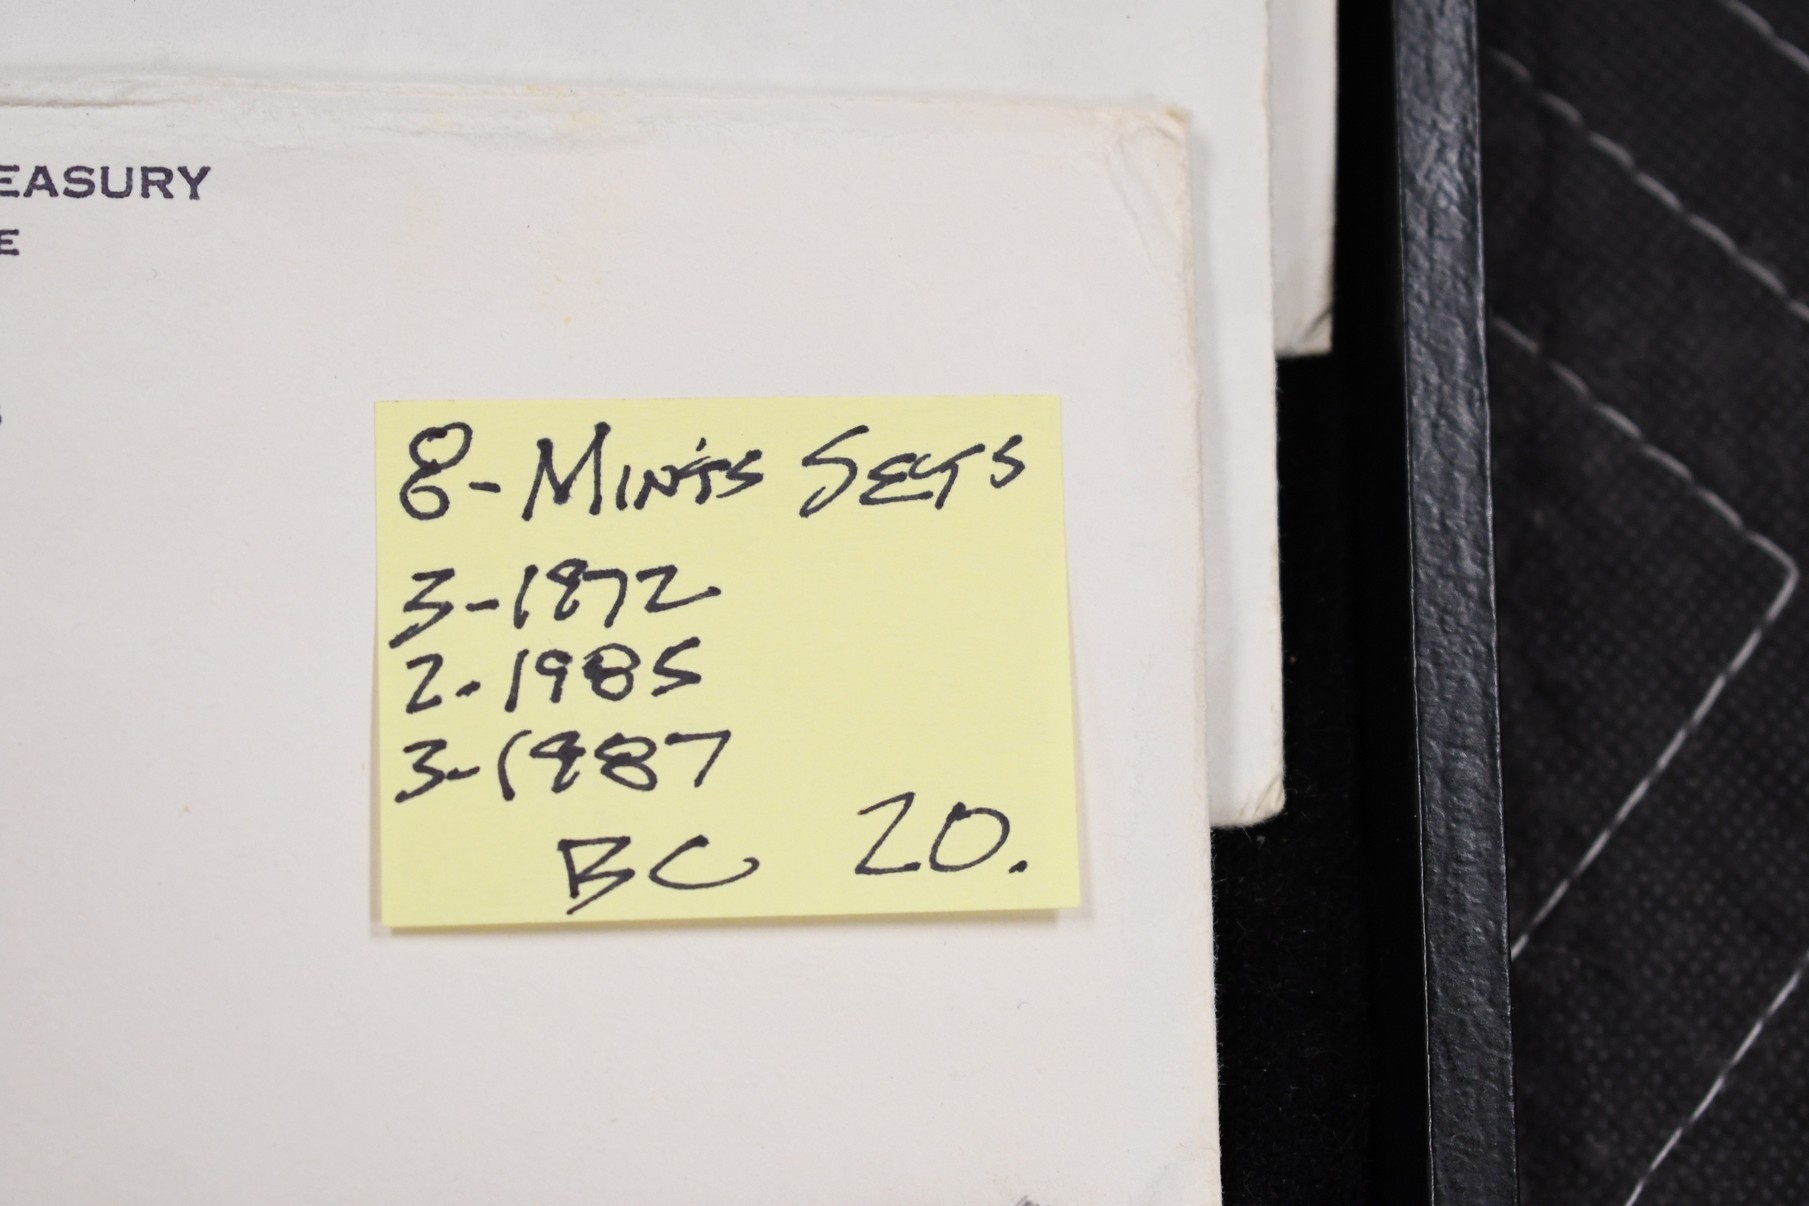 EASURY
E
8-Mints Sets
3-1872
2-1985
3-1987
BC 20.